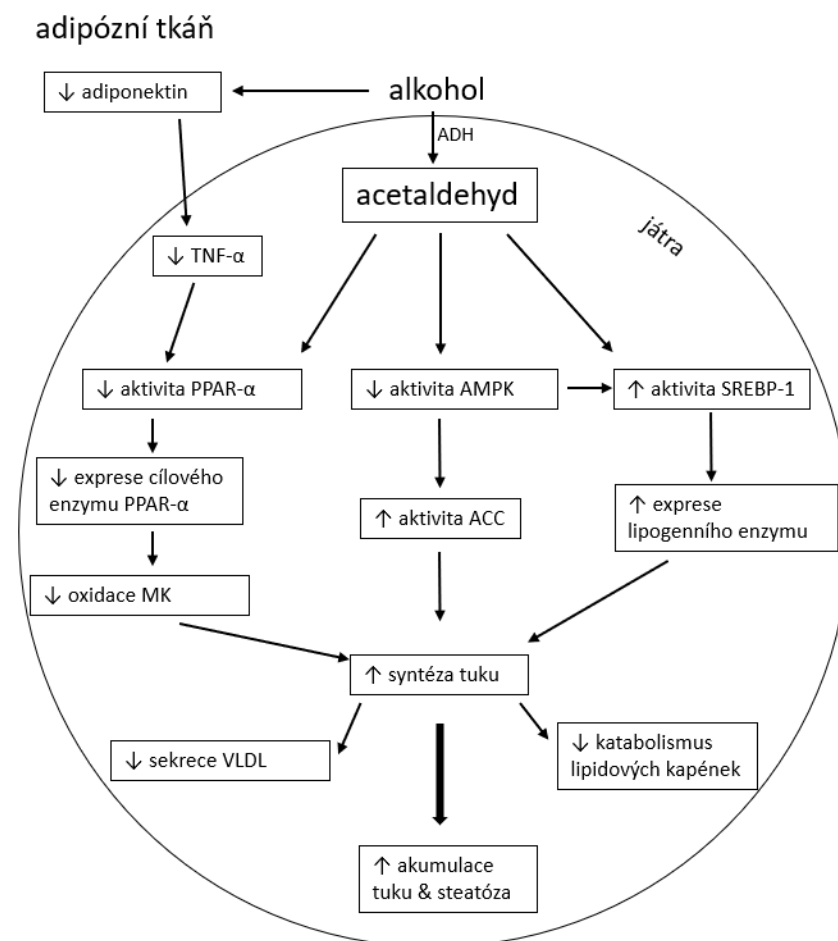 adipózní tkáň
↓ adiponektin
alkohol
ADH
acetaldehyd
játra
↓ TNF-α
↓ aktivita PPAR-α
↓ aktivita AMPK
↑ aktivita SREBP-1
↓ exprese cílového
enzymu PPAR-α
↑ aktivita ACC
↑ exprese
lipogenního enzymu
↓ oxidace MK
↑ syntéza tuku
↓ sekrece VLDL
↓ katabolismus
lipidových kapének
↑ akumulace
tuku & steatóza